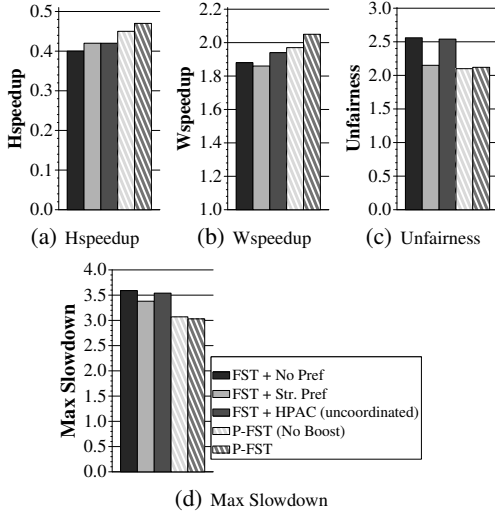 0.5
0.4
0.3
0.2
0.1
0.0
Hspeedup
(a) Hspeedup
2.2
2.0
1.8
1.6
1.4
1.2
1.0
Wspeedup
(b) Wspeedup
3.0
2.5
2.0
1.5
1.0
0.5
0.0
Unfairness
(c) Unfairness
4.0
3.5
3.0
2.5
2.0
1.5
1.0
0.5
0.0
Max Slowdown
FST + No Pref
FST + Str. Pref
FST + HPAC (uncoordinated)
P-FST (No Boost)
P-FST
(d) Max Slowdown